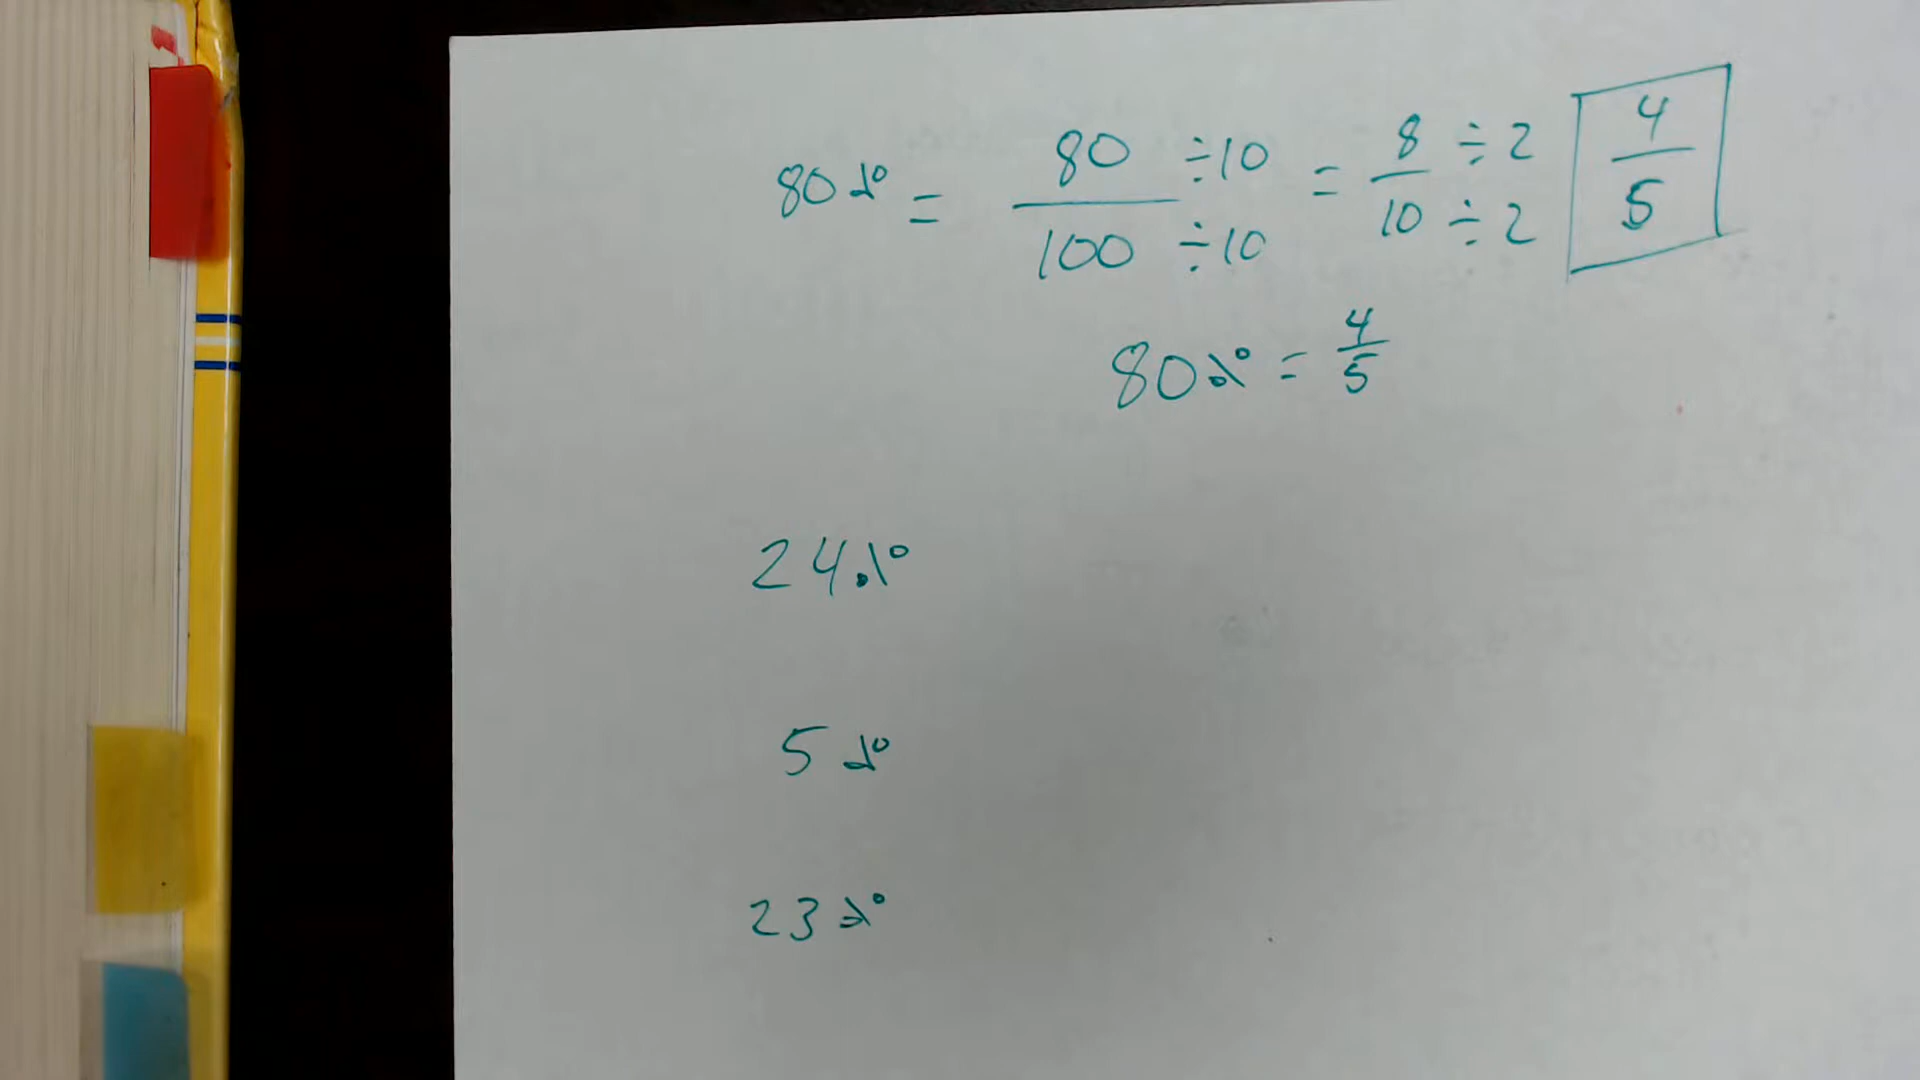 80% = 80/100 ÷10/÷10 = 8/10 ÷2/÷2 4/5
80% = 4/5
24%
5%
23%